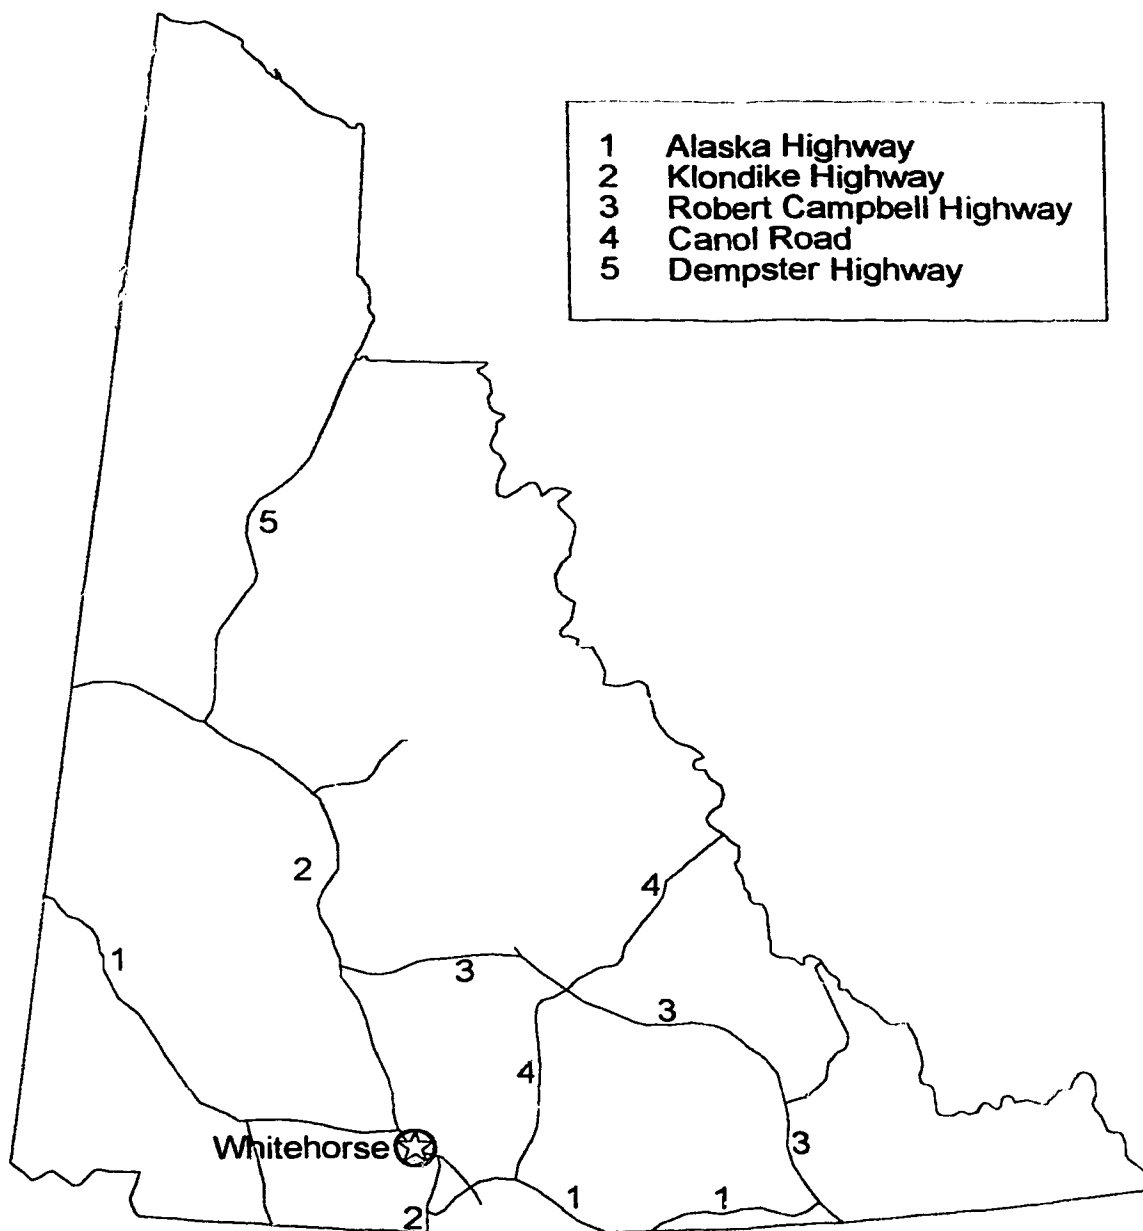 1 Alaska Highway
2 Klondike Highway
3 Robert Campbell Highway
4 Canol Road
5 Dempster Highway
5
2
4
1
3
3
4
Whitehorse
3
1
1
2